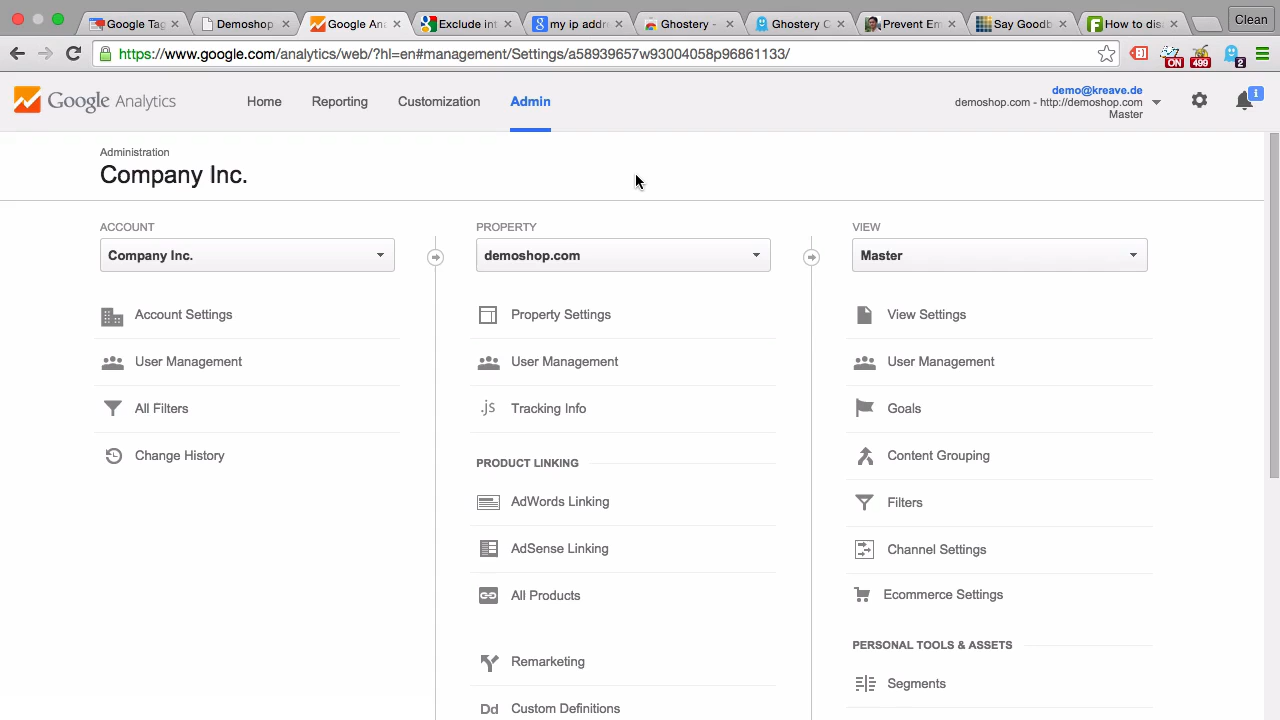 Google Tag
Demoshop
Google An
Exclude int
my ip addr
Ghostery -
Ghostery C
Prevent Em
Say Goodb
How to dis
Clean
https://www.google.com/analytics/web/?hl=en#management/Settings/a58939657w93004058p96861133/
ON
499
2
Google Analytics
Home
Reporting
Customization
Admin
demo@kreave.de
demoshop.com - http://demoshop.com
Master
Administration
Company Inc.
ACCOUNT
Company Inc.
Account Settings
User Management
All Filters
Change History
PROPERTY
demoshop.com
Property Settings
User Management
.js Tracking Info
PRODUCT LINKING
AdWords Linking
AdSense Linking
All Products
Remarketing
Dd Custom Definitions
VIEW
Master
View Settings
User Management
Goals
Content Grouping
Filters
Channel Settings
Ecommerce Settings
PERSONAL TOOLS & ASSETS
Segments